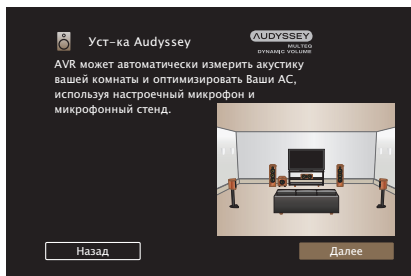 Уст-ка Audyssey
AUDYSSEY
MULTEQ
DYNAMIC VOLUME
AVR может автоматически измерить акустику
вашей комнаты и оптимизировать Ваши АС,
используя настроечный микрофон и
микрофонный стенд.
Назад
Далее